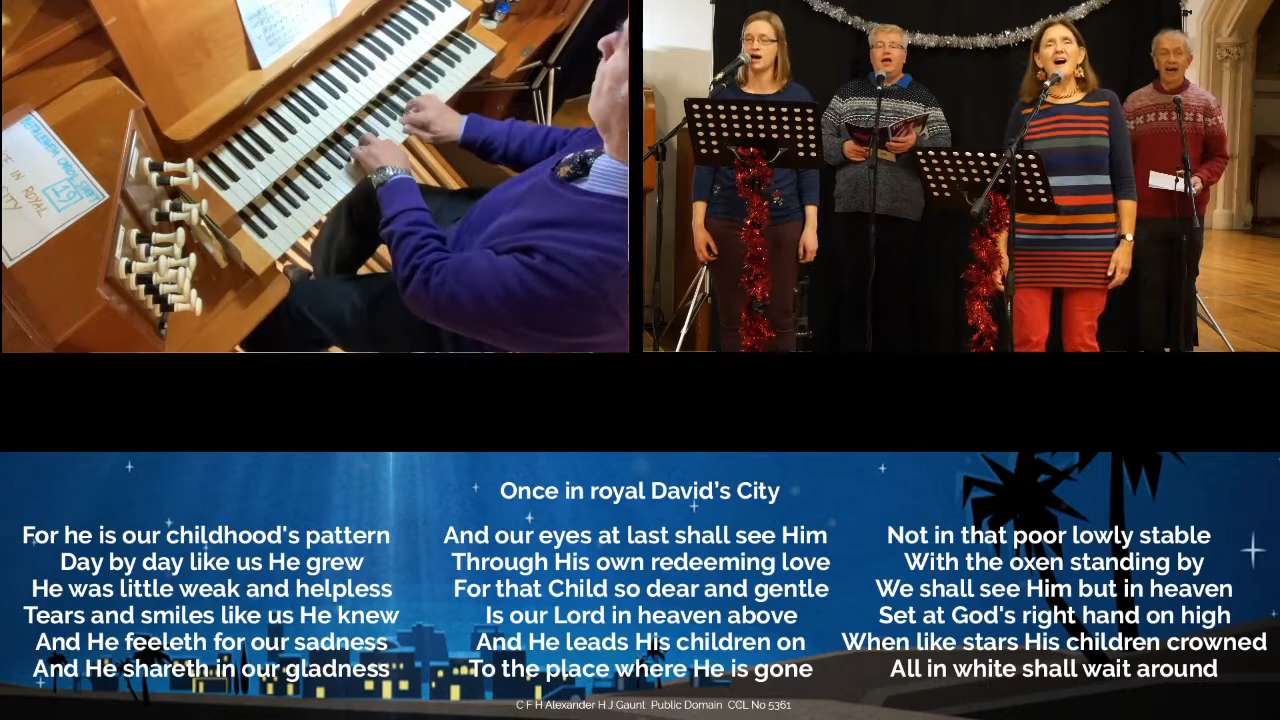 BETHLEHEM CAROL SHEET
19
CE IN ROYAL
CITY
Once in royal David's City
For he is our childhood's pattern
Day by day like us He grew
He was little weak and helpless
Tears and smiles like us He knew
And He feeleth for our sadness
And He shareth in our gladness
And our eyes at last shall see Him
Through His own redeeming love
For that Child so dear and gentle
Is our Lord in heaven above
And He leads His children on
To the place where He is gone
Not in that poor lowly stable
With the oxen standing by
We shall see Him but in heaven
Set at God's right hand on high
When like stars His children crowned
All in white shall wait around
C F H Alexander H J Gaunt Public Domain CCL No 5361